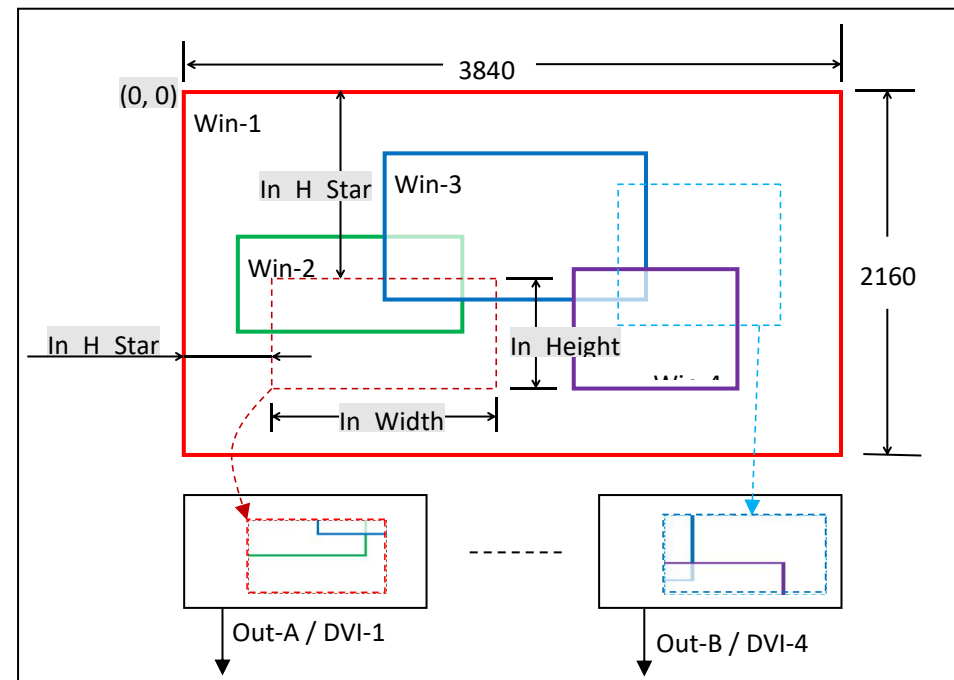 3840
(0, 0)
Win-1
In H Star
Win-3
Win-2
2160
In H Star
In Height
In Width
Out-A / DVI-1
Out-B / DVI-4